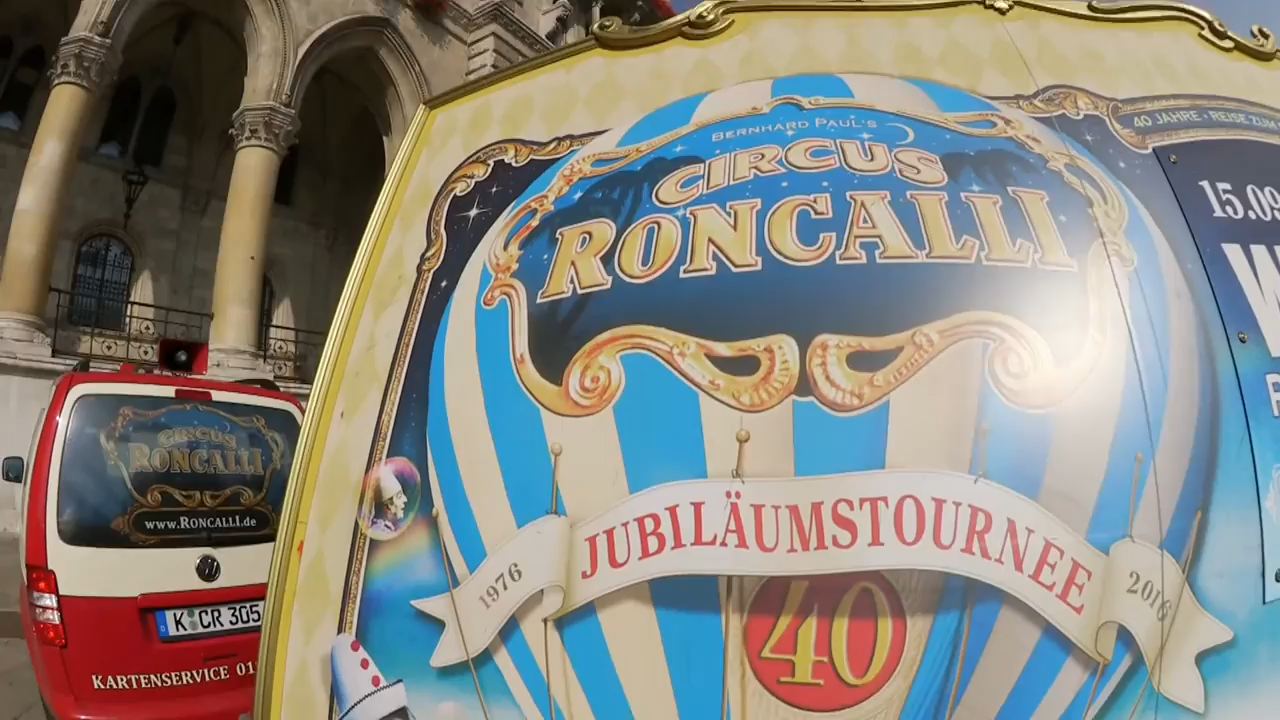 BERNHARD PAUL'S
CIRCUS
RONCALLI
40 JAHRE · REISE ZUM
15.09
W
JUBILÄUMSTOURNÉE
1976
2016
40
CIRCUS
RONCALLI
www.RONCALLI.de
K CR 305
KARTENSERVICE 01